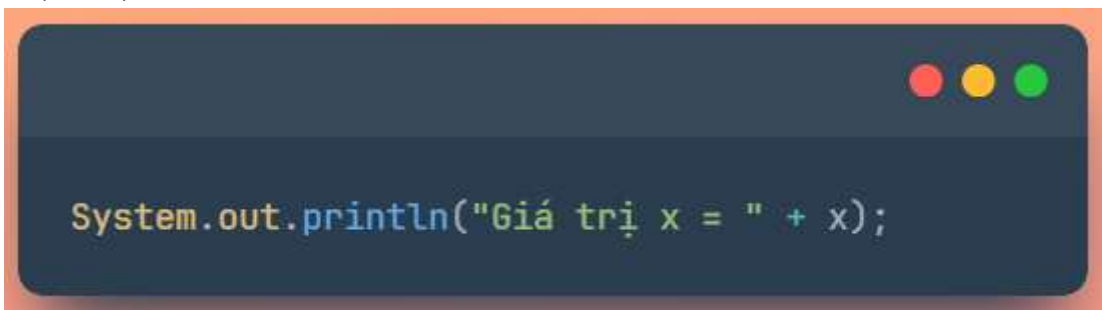 System.out.println("Giá trị x = " + x);